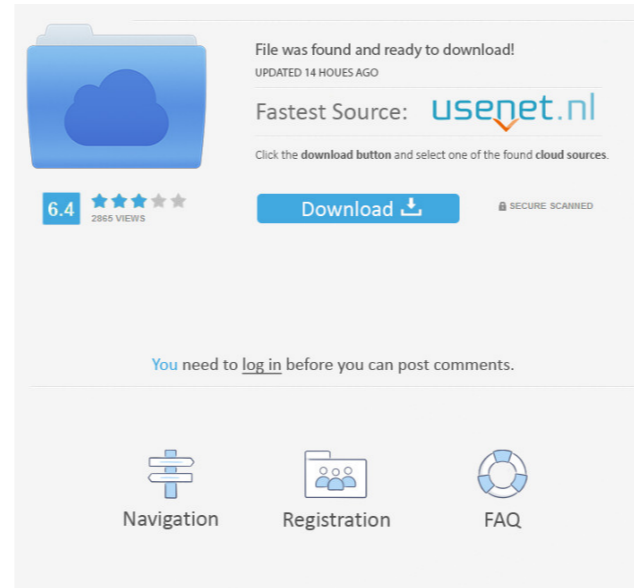 File was found and ready to download!
UPDATED 14 HOUES AGO
Fastest Source: usenet.nl
Click the download button and select one of the found cloud sources.
6.4
2865 VIEWS
Download
SECURE SCANNED
You need to log in before you can post comments.
Navigation
Registration
FAQ